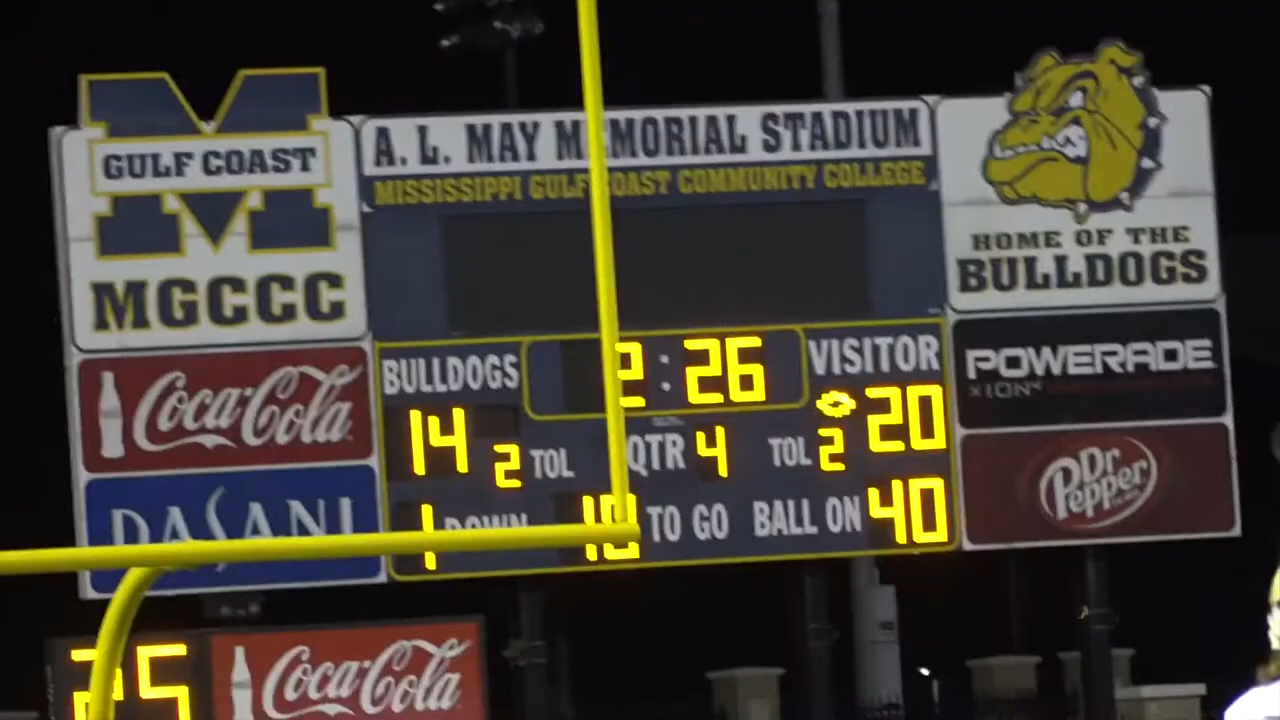 GULF COAST
MGCCC
A. L. MAY MEMORIAL STADIUM
MISSISSIPPI GULF COAST COMMUNITY COLLEGE
HOME OF THE
BULLDOGS
Coca-Cola
DASANI
BULLDOGS 2:26 VISITOR
14 2 TOL QTR 4 TOL 2 20
1 DOWN 10 TO GO BALL ON 40
POWERADE
Dr
Pepper
25
Coca-Cola